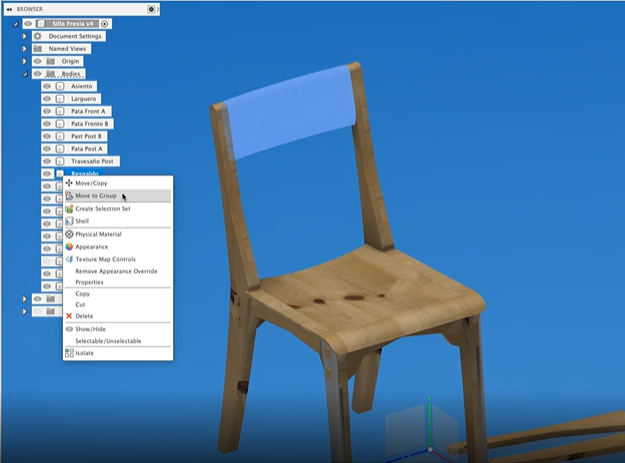 BROWSER
Silla Fresia v4
Document Settings
Named Views
Origin
Bodies
Asiento
Larguero
Pata Front A
Pata Fronto B
Past Post B
Pata Post A
Travesaño Post
Respaldo
Move/Copy
Move to Group
Create Selection Set
Shell
Physical Material
Appearance
Texture Map Controls
Remove Appearance Override
Properties
Copy
Cut
Delete
Show/Hide
Selectable/Unselectable
Isolate